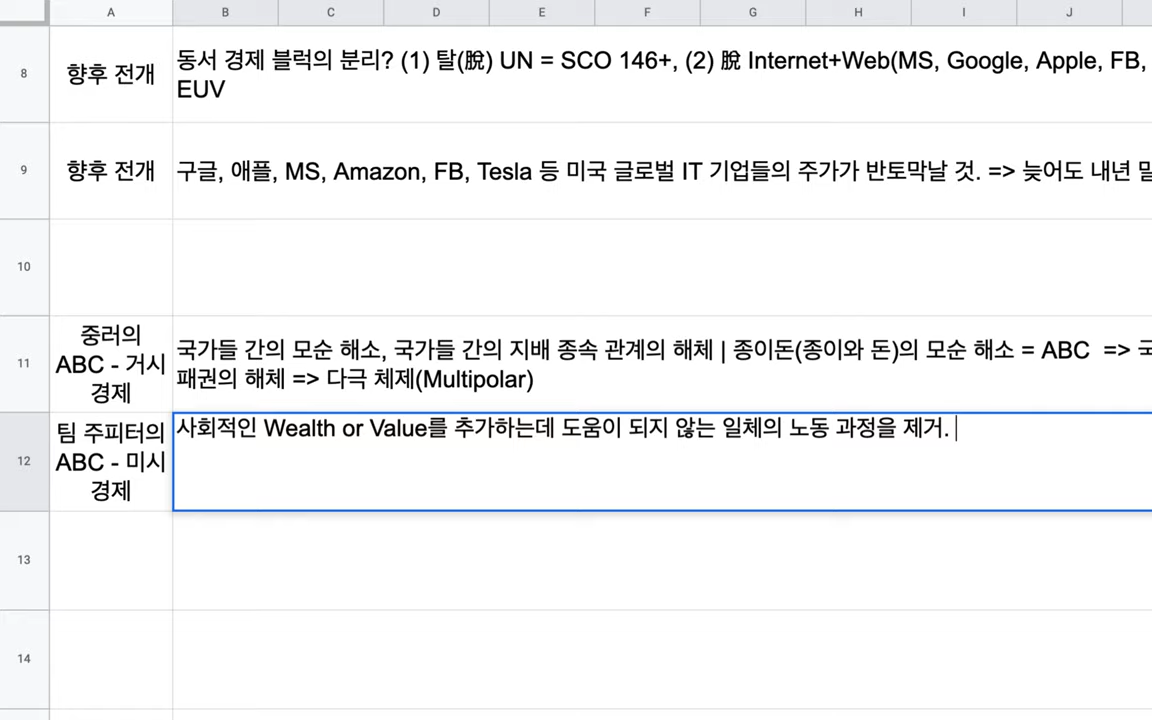 A B C D E F G H I J
8
향후 전개
동서 경제 블럭의 분리? (1) 탈(脫) UN = SCO 146+, (2) 脫 Internet+Web(MS, Google, Apple, FB,
EUV
9
향후 전개
구글, 애플, MS, Amazon, FB, Tesla 등 미국 글로벌 IT 기업들의 주가가 반토막날 것. => 늦어도 내년 말
10
11
중러의
ABC - 거시
경제
국가들 간의 모순 해소, 국가들 간의 지배 종속 관계의 해체 | 종이돈(종이와 돈)의 모순 해소 = ABC => 국
패권의 해체 => 다극 체제(Multipolar)
12
팀 주피터의
ABC - 미시
경제
사회적인 Wealth or Value를 추가하는데 도움이 되지 않는 일체의 노동 과정을 제거.
13
14